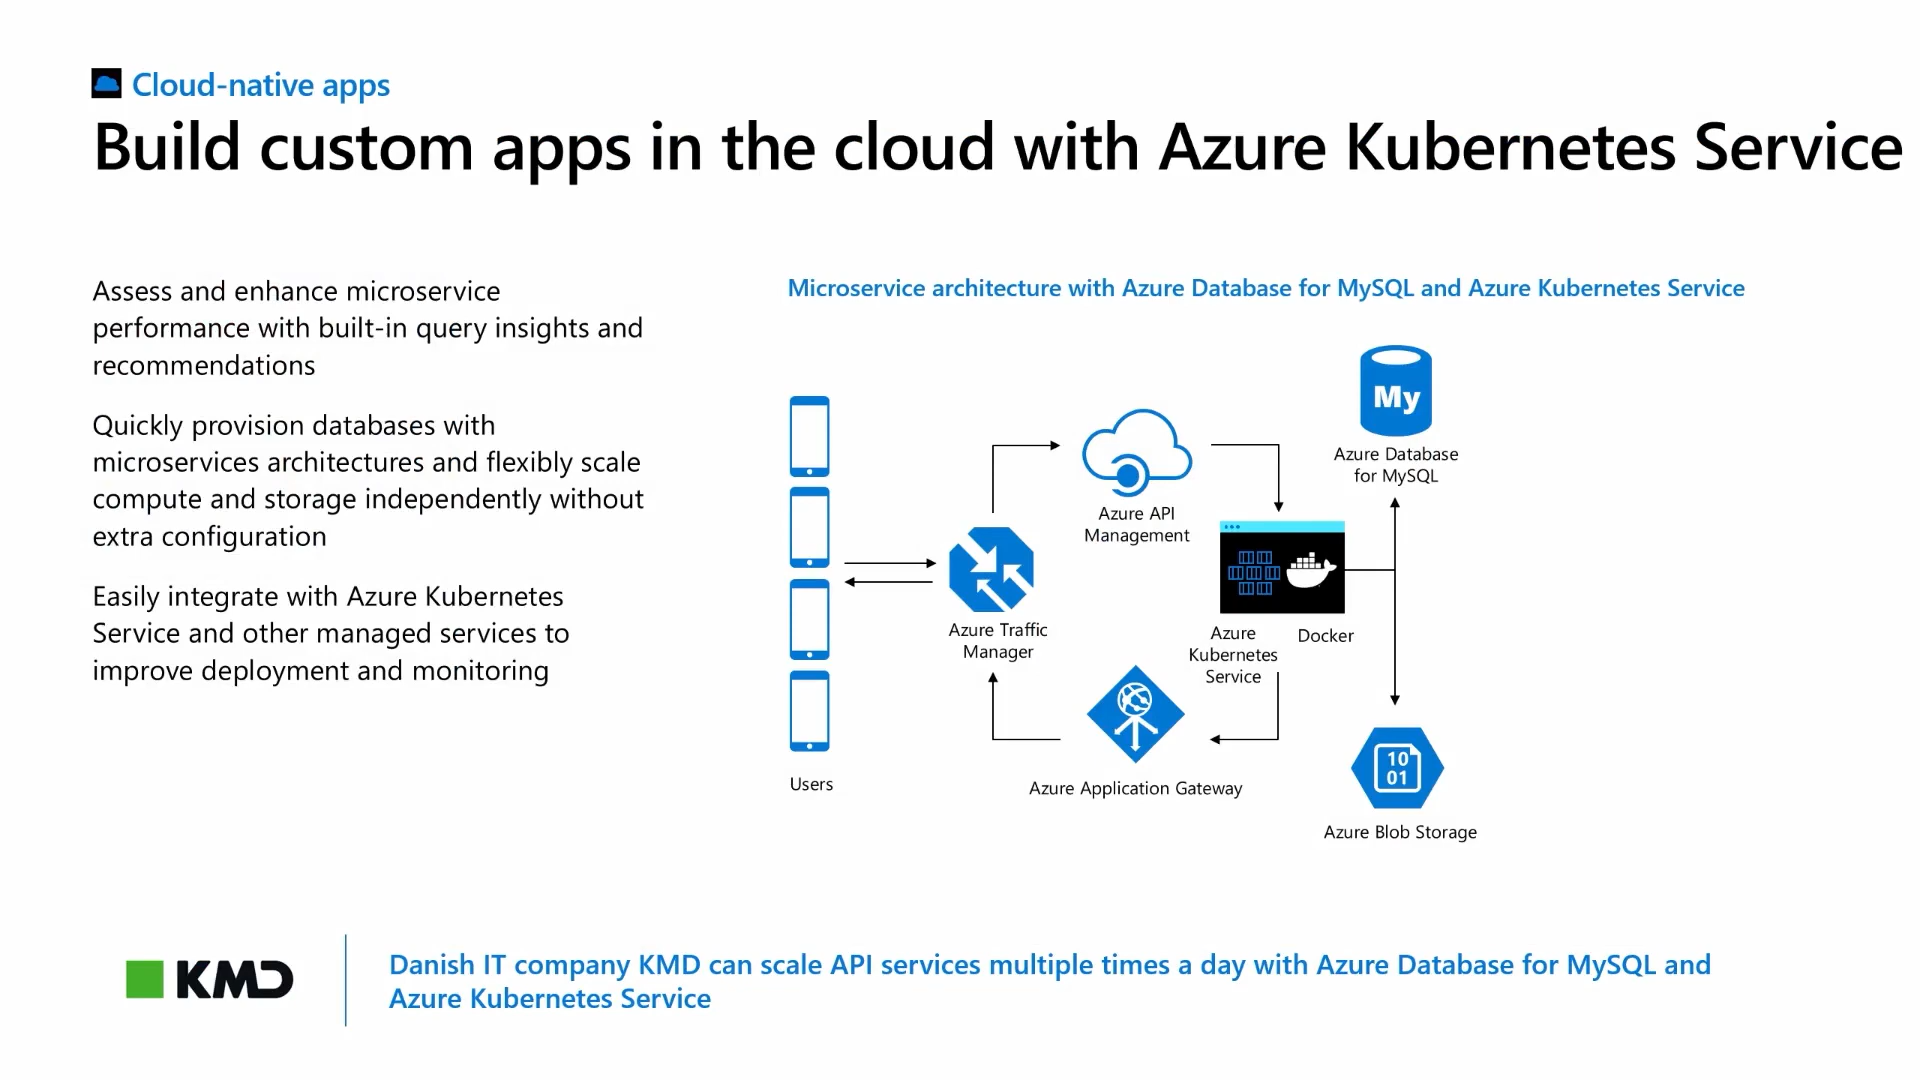 Cloud-native apps
Build custom apps in the cloud with Azure Kubernetes Service
Assess and enhance microservice
performance with built-in query insights and
recommendations
Quickly provision databases with
microservices architectures and flexibly scale
compute and storage independently without
extra configuration
Easily integrate with Azure Kubernetes
Service and other managed services to
improve deployment and monitoring
Microservice architecture with Azure Database for MySQL and Azure Kubernetes Service
Users
Azure Traffic
Manager
Azure API
Management
Azure
Kubernetes
Service
Docker
Azure Application Gateway
My
Azure Database
for MySQL
10
01
Azure Blob Storage
KMD
Danish IT company KMD can scale API services multiple times a day with Azure Database for MySQL and
Azure Kubernetes Service